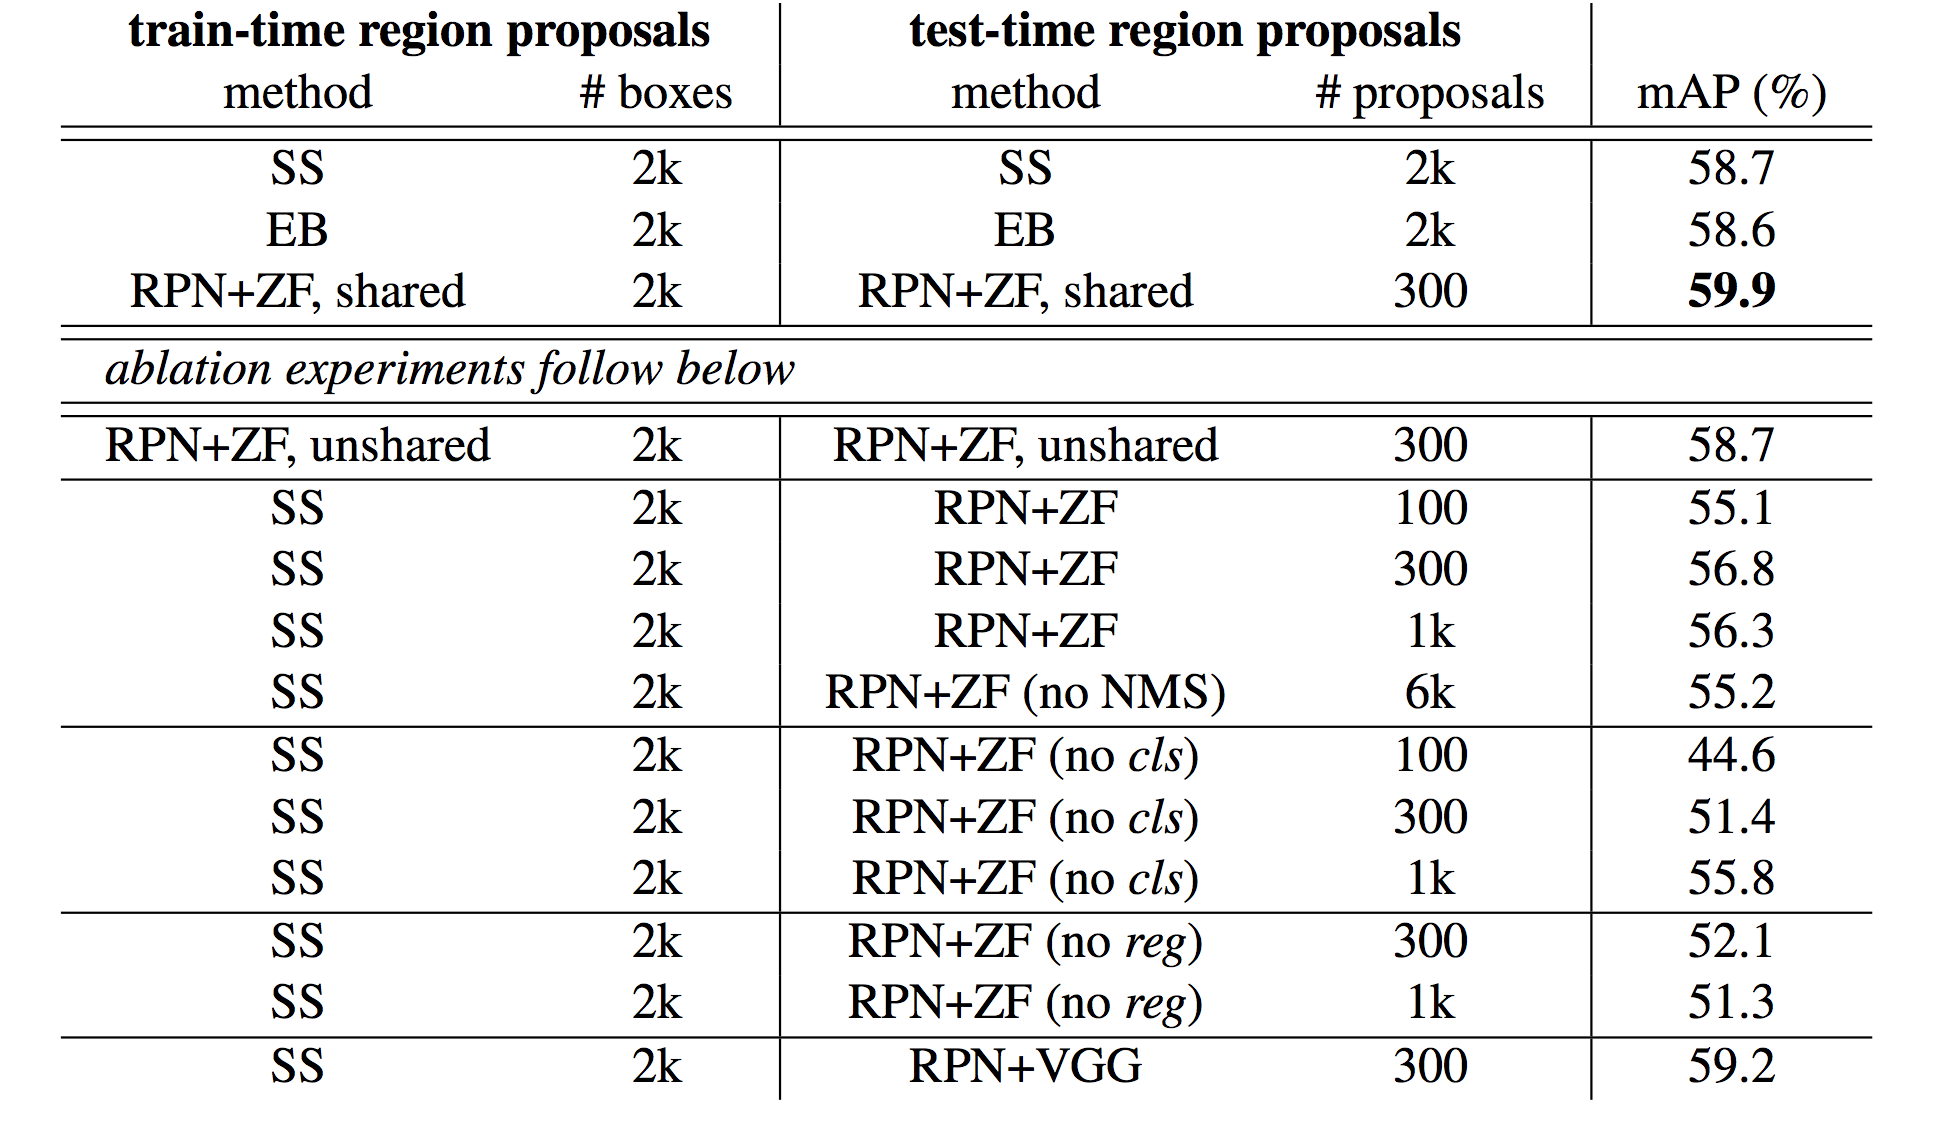 train-time region proposals test-time region proposals
method # boxes method # proposals mAP (%)
SS 2k SS 2k 58.7
EB 2k EB 2k 58.6
RPN+ZF, shared 2k RPN+ZF, shared 300 59.9
ablation experiments follow below
RPN+ZF, unshared 2k RPN+ZF, unshared 300 58.7
SS 2k RPN+ZF 100 55.1
SS 2k RPN+ZF 300 56.8
SS 2k RPN+ZF 1k 56.3
SS 2k RPN+ZF (no NMS) 6k 55.2
SS 2k RPN+ZF (no cls) 100 44.6
SS 2k RPN+ZF (no cls) 300 51.4
SS 2k RPN+ZF (no cls) 1k 55.8
SS 2k RPN+ZF (no reg) 300 52.1
SS 2k RPN+ZF (no reg) 1k 51.3
SS 2k RPN+VGG 300 59.2